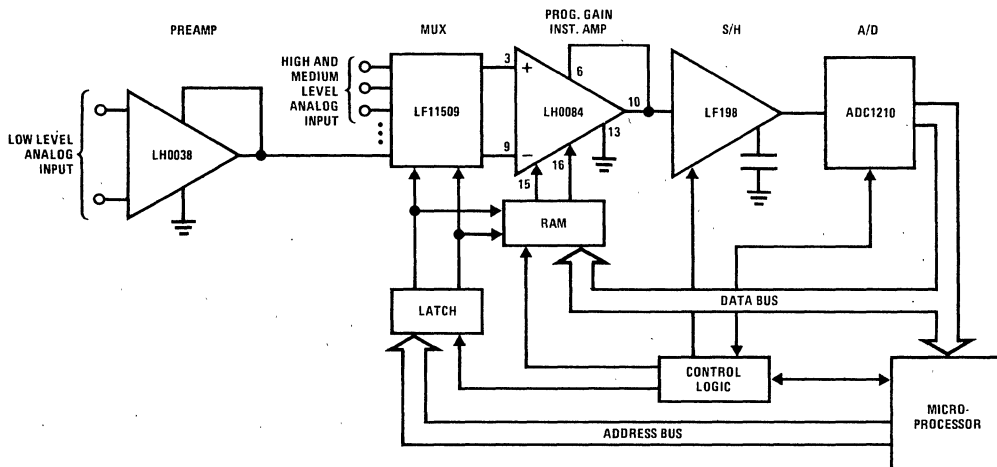 PREAMP
MUX
PROG. GAIN
INST. AMP
S/H
A/D
HIGH AND
MEDIUM
LEVEL
ANALOG
INPUT
LF11509
3
+
6
LH0084
10
13
9
–
15
16
LF198
ADC1210
LOW LEVEL
ANALOG
INPUT
LH0038
RAM
LATCH
DATA BUS
CONTROL
LOGIC
MICRO-
PROCESSOR
ADDRESS BUS